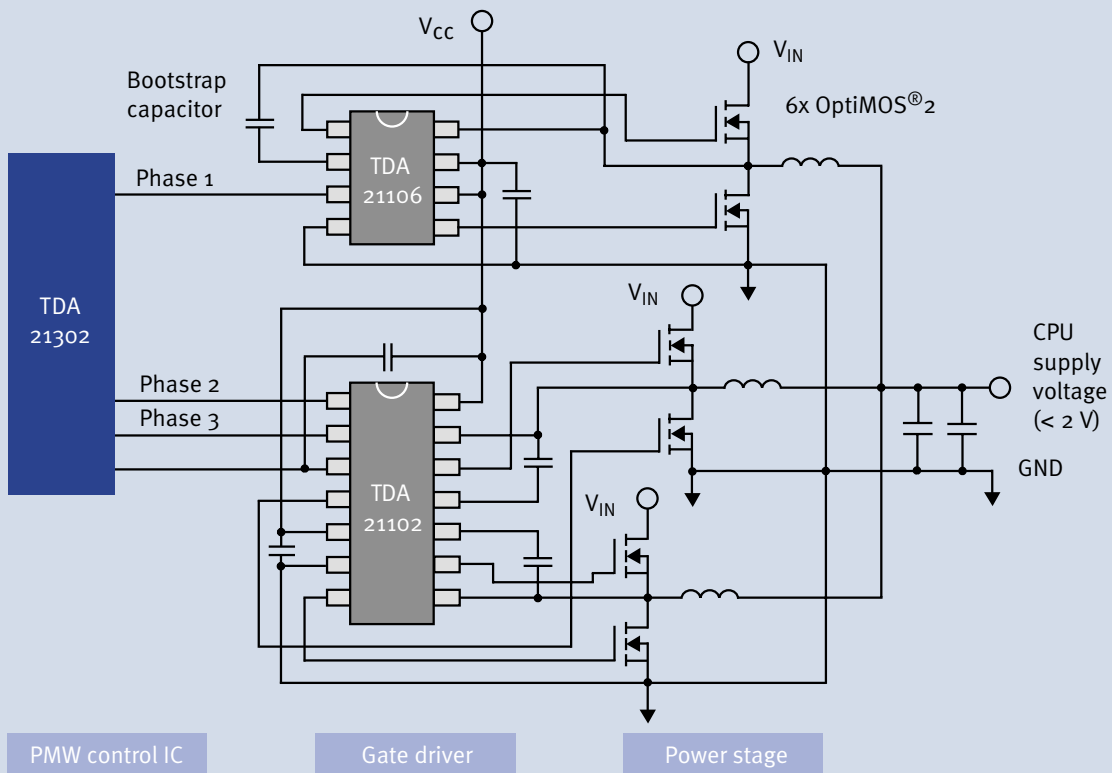 VCC
VIN
Bootstrap
capacitor
6x OptiMOS®2
TDA
21106
Phase 1
TDA
21302
VIN
CPU
supply
voltage
(< 2 V)
Phase 2
Phase 3
GND
TDA
21102
VIN
PMW control IC
Gate driver
Power stage